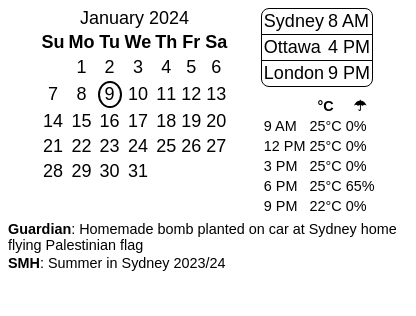 January 2024
Su Mo Tu We Th Fr Sa
1 2 3 4 5 6
7 8 9 10 11 12 13
14 15 16 17 18 19 20
21 22 23 24 25 26 27
28 29 30 31
Sydney 8 AM
Ottawa 4 PM
London 9 PM
°C ☂
9 AM 25°C 0%
12 PM 25°C 0%
3 PM 25°C 0%
6 PM 25°C 65%
9 PM 22°C 0%
Guardian: Homemade bomb planted on car at Sydney home
flying Palestinian flag
SMH: Summer in Sydney 2023/24